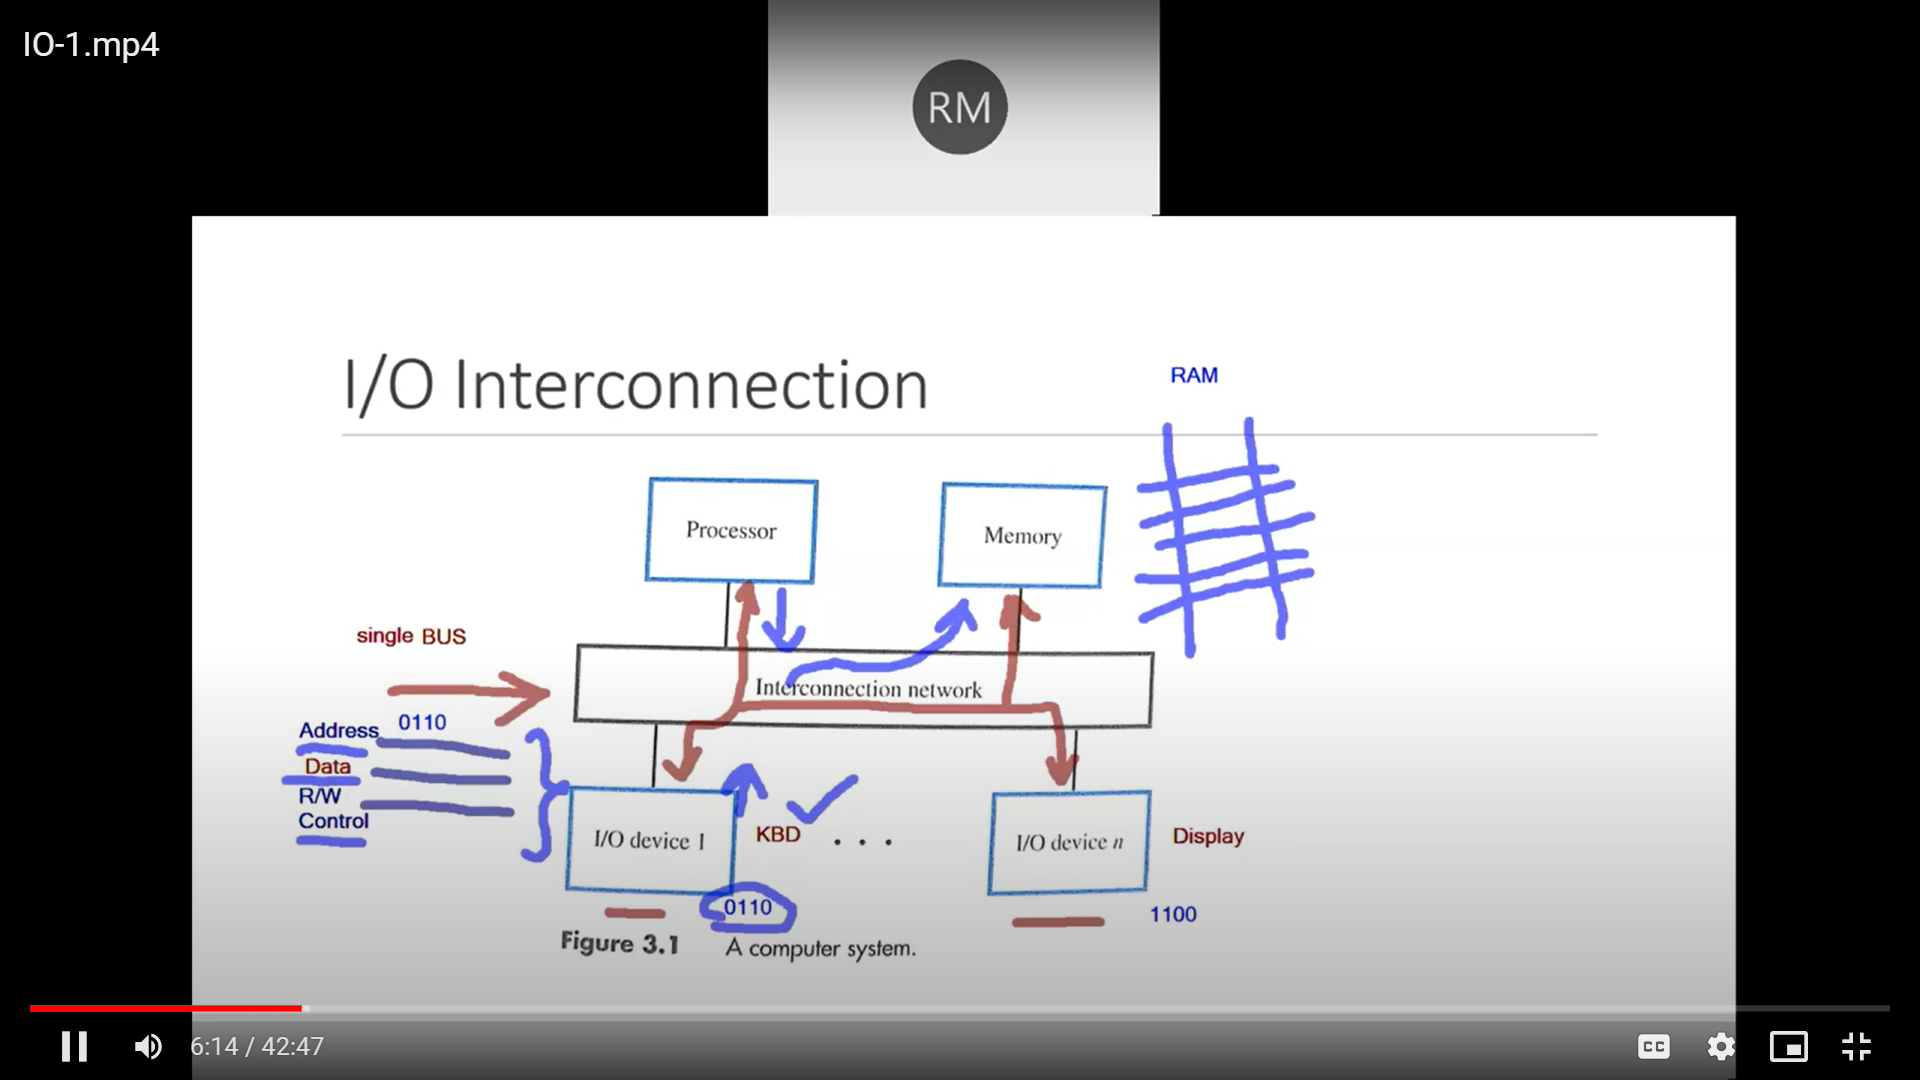 IO-1.mp4
RM
I/O Interconnection
RAM
Processor
Memory
single BUS
Interconnection network
Address 0110
Data
R/W
Control
I/O device 1
KBD
. . .
I/O device n
Display
0110
1100
Figure 3.1 A computer system.
6:14 / 42:47
CC